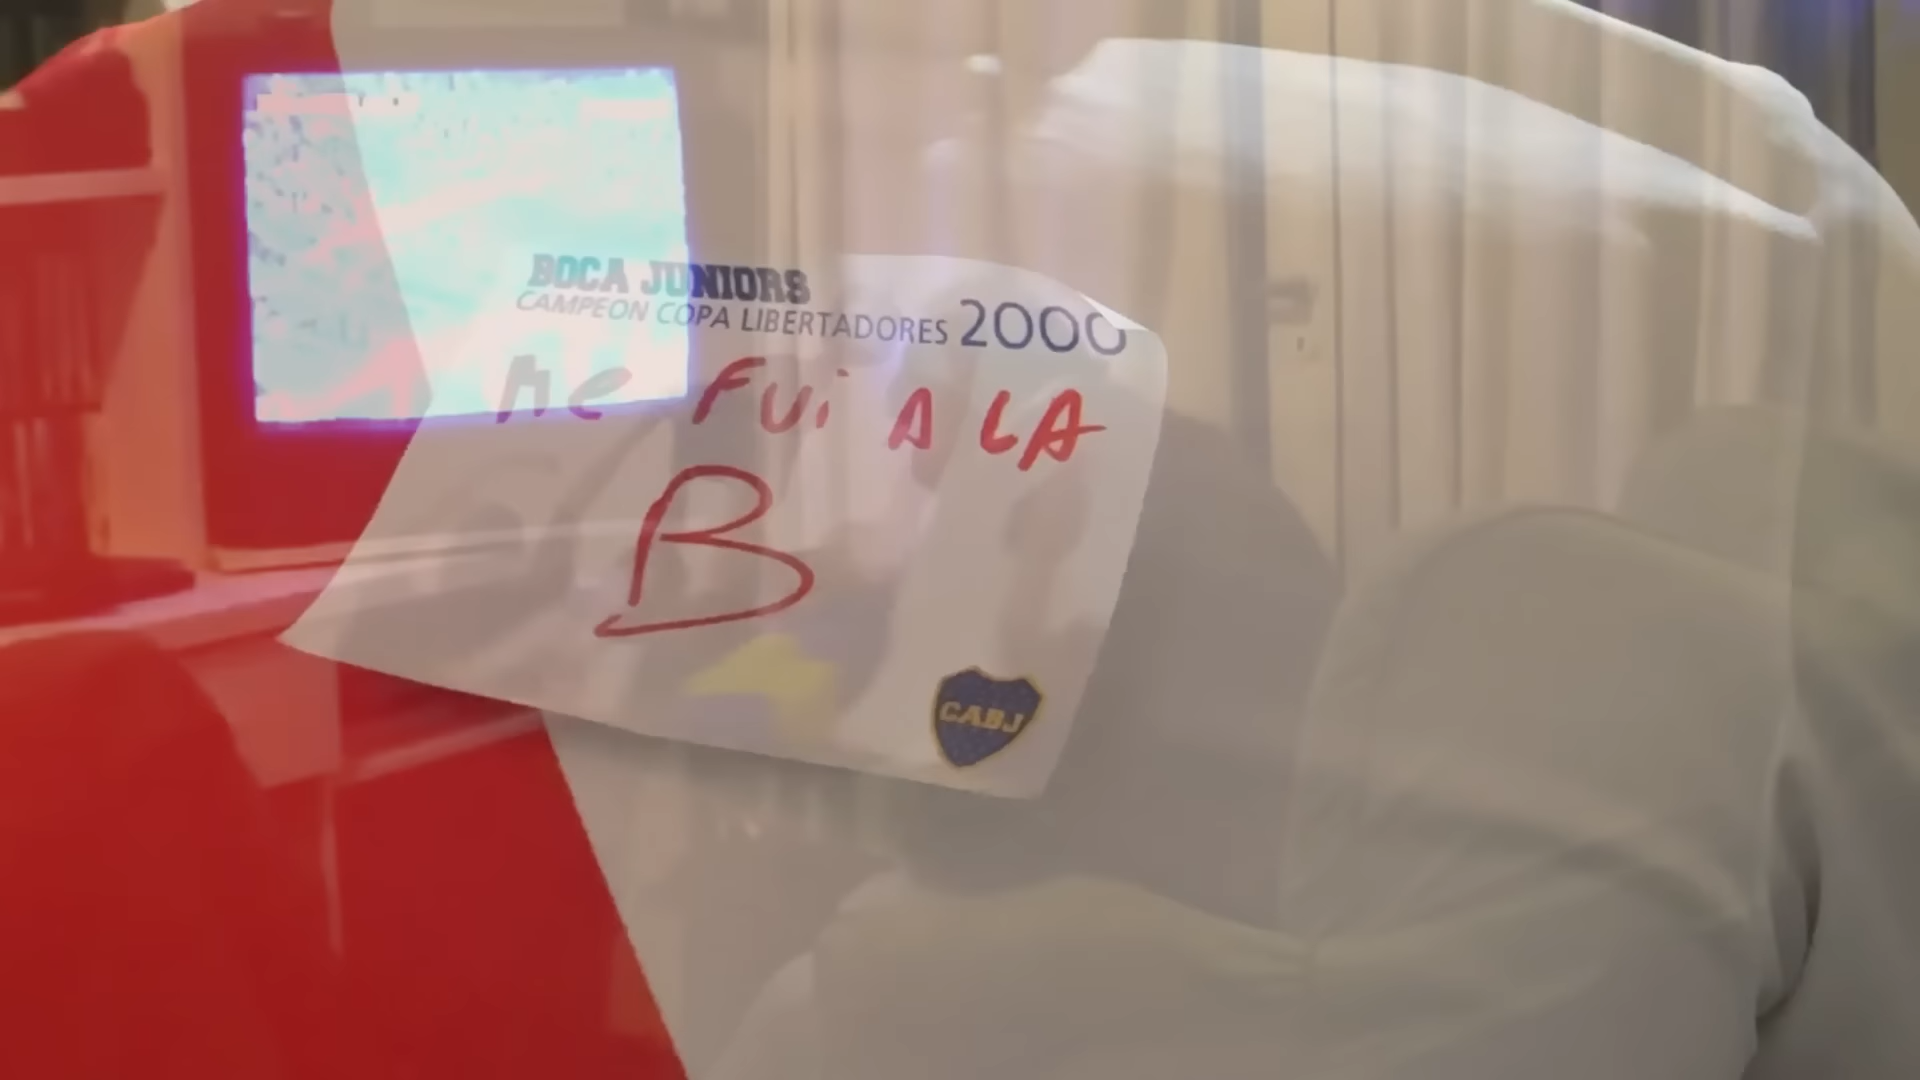 BOCA JUNIORS
CAMPEON COPA LIBERTADORES 2000
me Fui A LA
B
CABJ